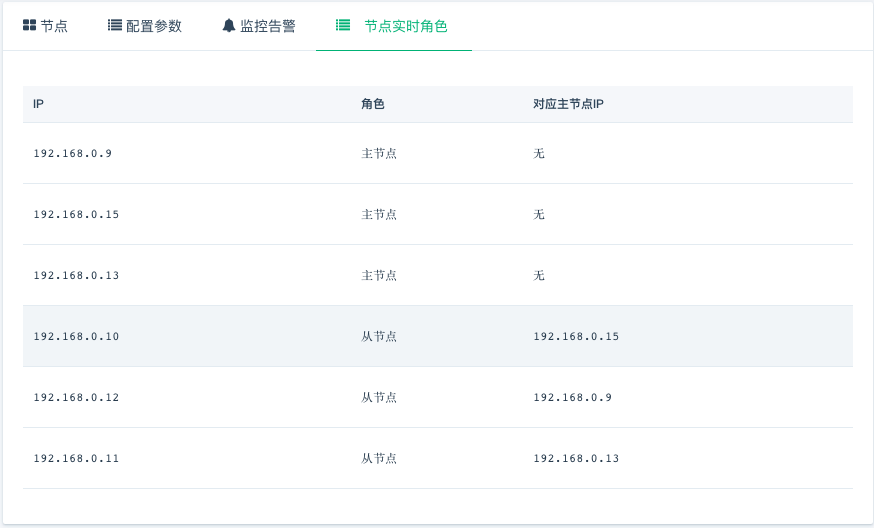 节点 配置参数 监控告警 节点实时角色
IP 角色 对应主节点IP
192.168.0.9 主节点 无
192.168.0.15 主节点 无
192.168.0.13 主节点 无
192.168.0.10 从节点 192.168.0.15
192.168.0.12 从节点 192.168.0.9
192.168.0.11 从节点 192.168.0.13